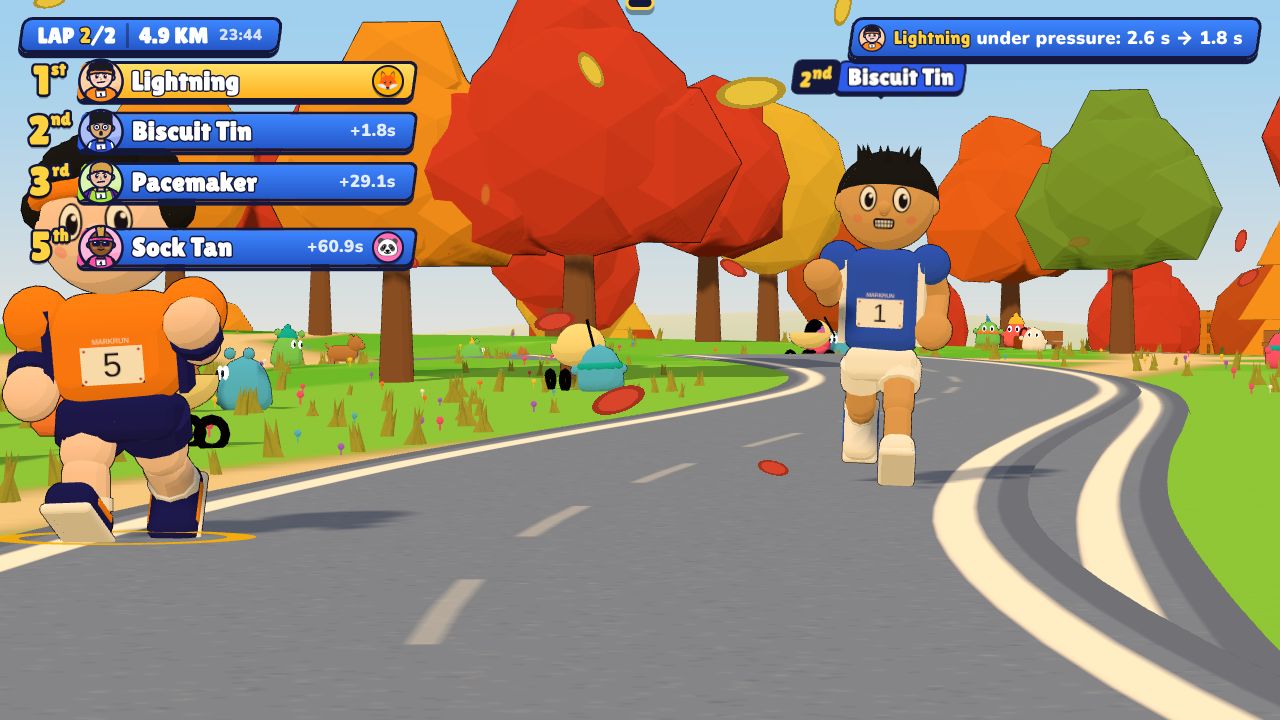 LAP 2/2 4.9 KM 23:44
1st Lightning
2nd Biscuit Tin +1.8s
3rd Pacemaker +29.1s
5th Sock Tan +60.9s
Lightning under pressure: 2.6 s → 1.8 s
2nd Biscuit Tin
MARKRUN
5
MARKRUN
1